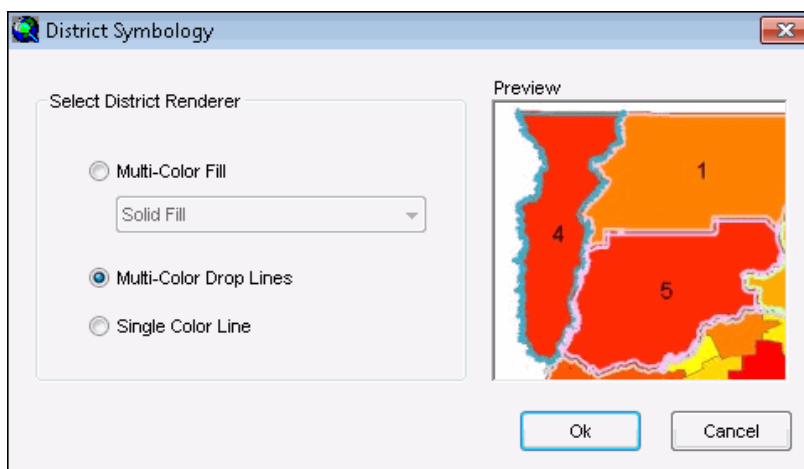 District Symbology
Select District Renderer
Multi-Color Fill
Solid Fill
Multi-Color Drop Lines
Single Color Line
Preview
1
4
5
Ok
Cancel